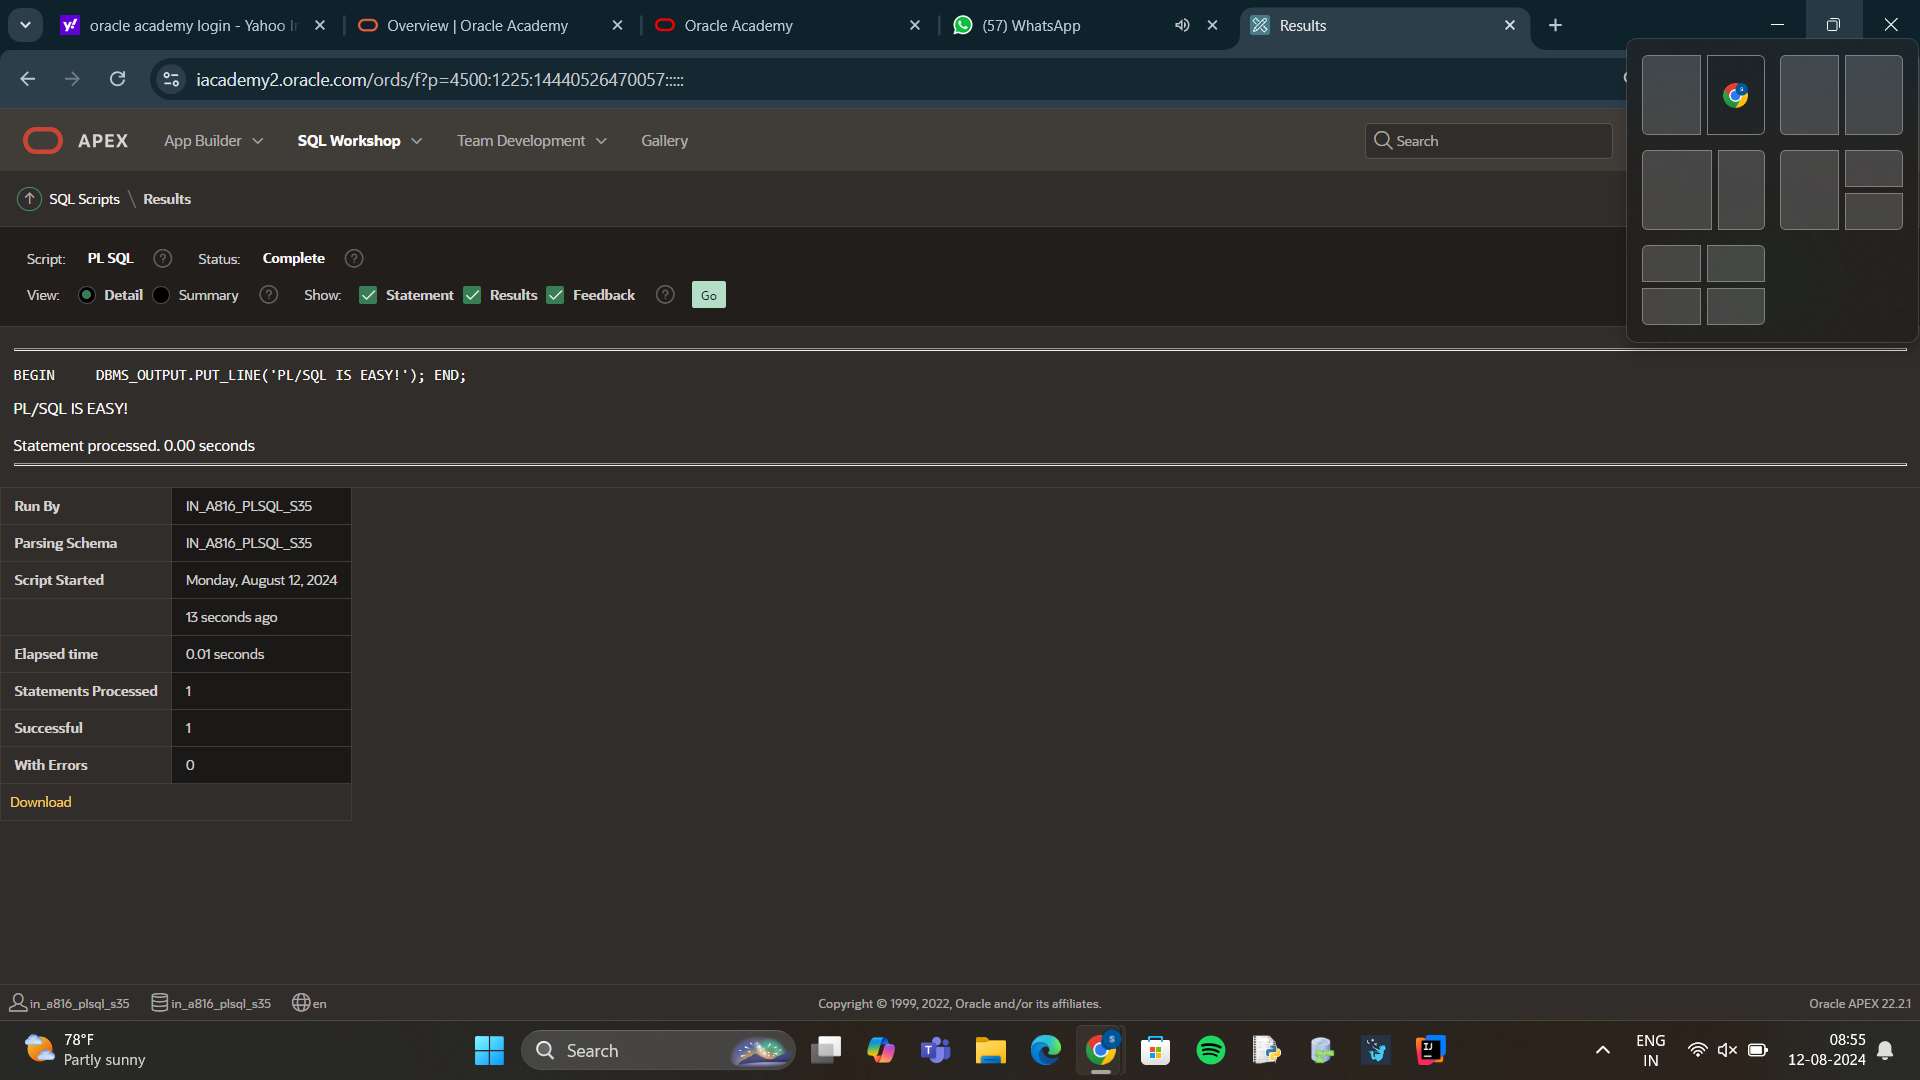 oracle academy login - Yahoo I
Overview | Oracle Academy
Oracle Academy
(57) WhatsApp
Results
iacademy2.oracle.com/ords/f?p=4500:1225:14440526470057:::::
APEX
App Builder
SQL Workshop
Team Development
Gallery
Search
SQL Scripts \ Results
Script: PL SQL ? Status: Complete ?
View: Detail Summary ? Show: Statement Results Feedback ? Go
BEGIN DBMS_OUTPUT.PUT_LINE('PL/SQL IS EASY!'); END;
PL/SQL IS EASY!
Statement processed. 0.00 seconds
Run By IN_A816_PLSQL_S35
Parsing Schema IN_A816_PLSQL_S35
Script Started Monday, August 12, 2024
13 seconds ago
Elapsed time 0.01 seconds
Statements Processed 1
Successful 1
With Errors 0
Download
in_a816_plsql_s35 in_a816_plsql_s35 en
Copyright © 1999, 2022, Oracle and/or its affiliates.
Oracle APEX 22.2.1
78°F
Partly sunny
Search
ENG
IN
08:55
12-08-2024